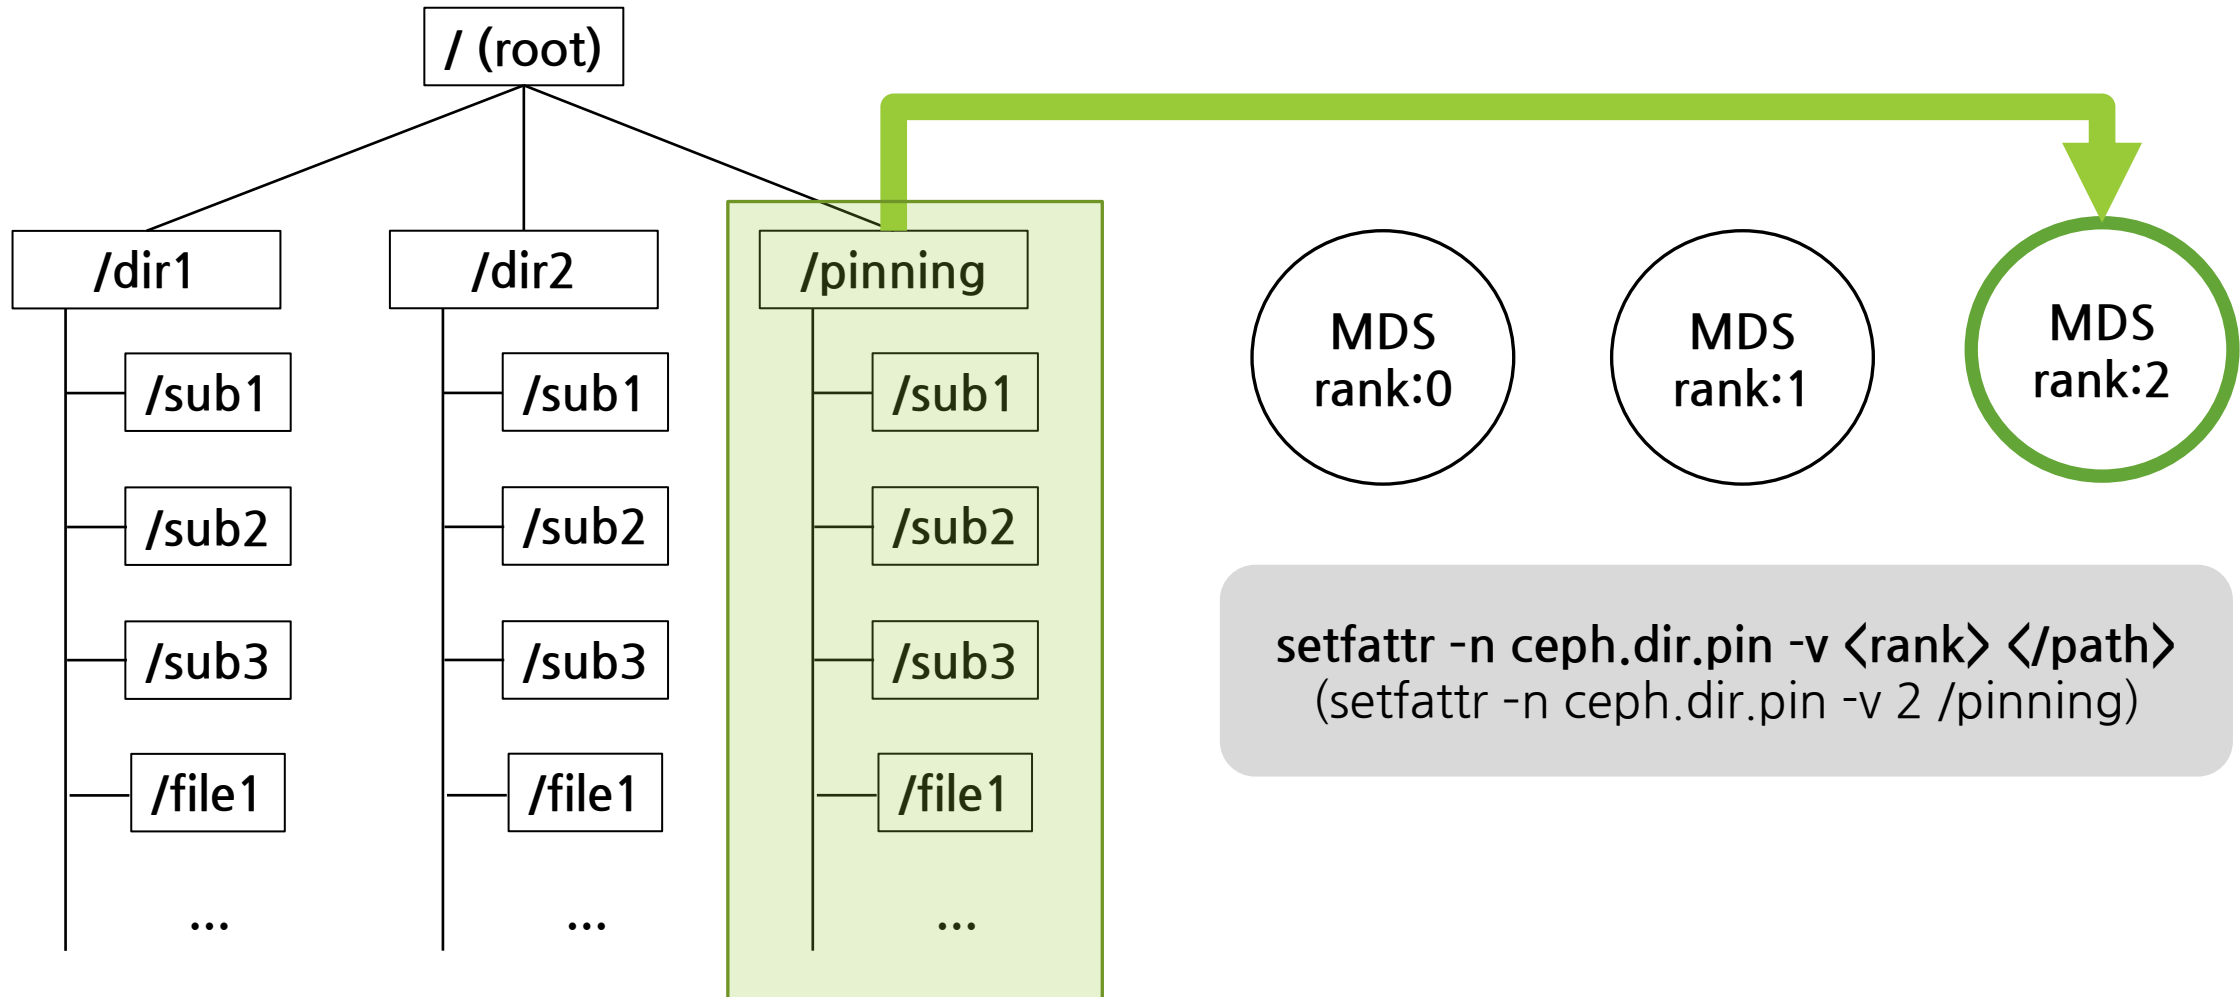 / (root)
/dir1
/sub1
/sub2
/sub3
/file1
...
/dir2
/sub1
/sub2
/sub3
/file1
...
/pinning
/sub1
/sub2
/sub3
/file1
...
MDS
rank:0
MDS
rank:1
MDS
rank:2
setfattr -n ceph.dir.pin -v <rank> </path>
(setfattr -n ceph.dir.pin -v 2 /pinning)